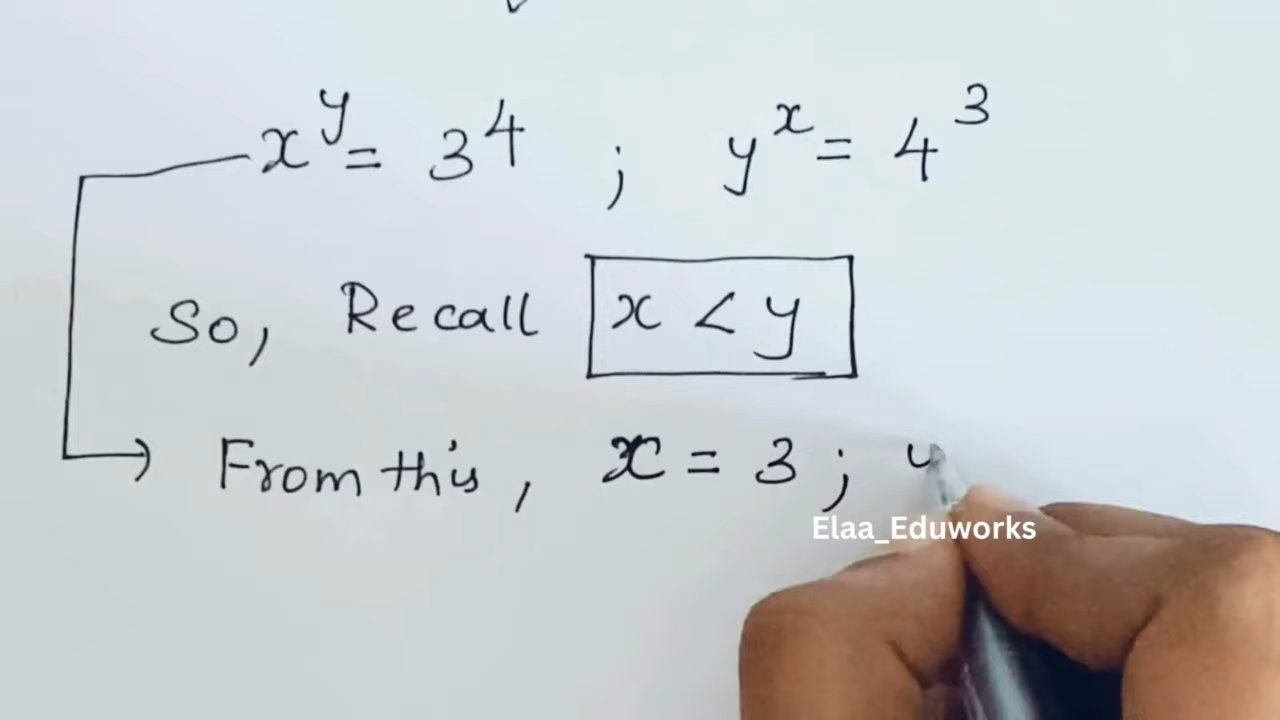 x^y = 3^4 ; y^x = 4^3
So, Recall x < y
From this, x = 3 ; y
Elaa_Eduworks